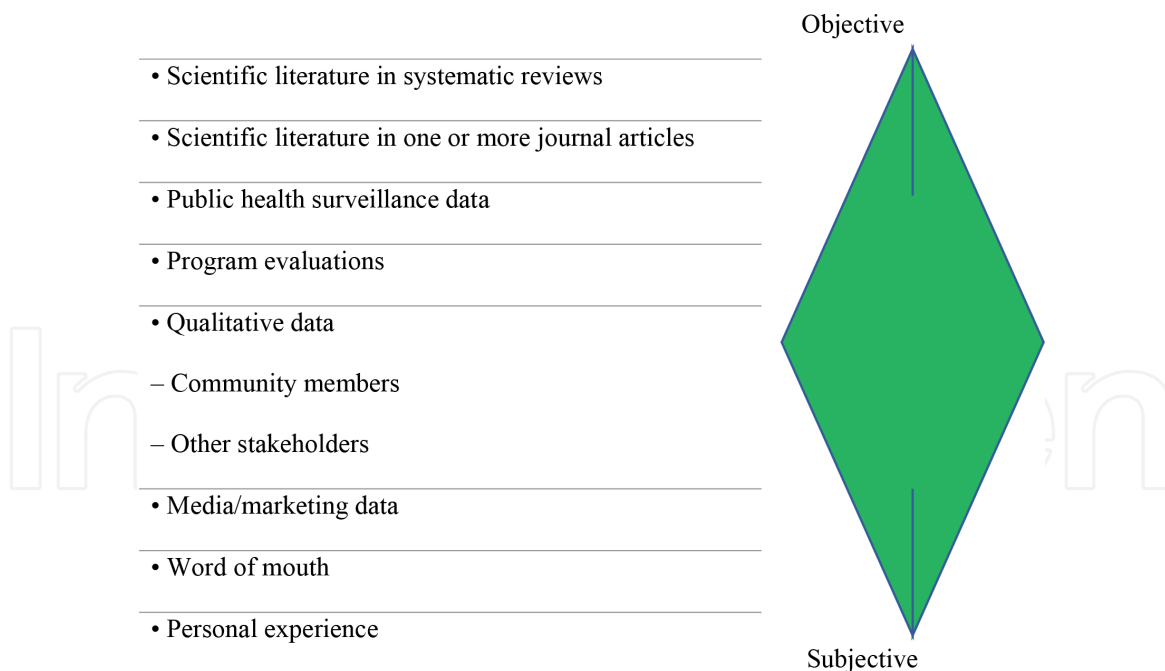 Objective
• Scientific literature in systematic reviews
• Scientific literature in one or more journal articles
• Public health surveillance data
• Program evaluations
• Qualitative data
– Community members
– Other stakeholders
• Media/marketing data
• Word of mouth
• Personal experience
Subjective